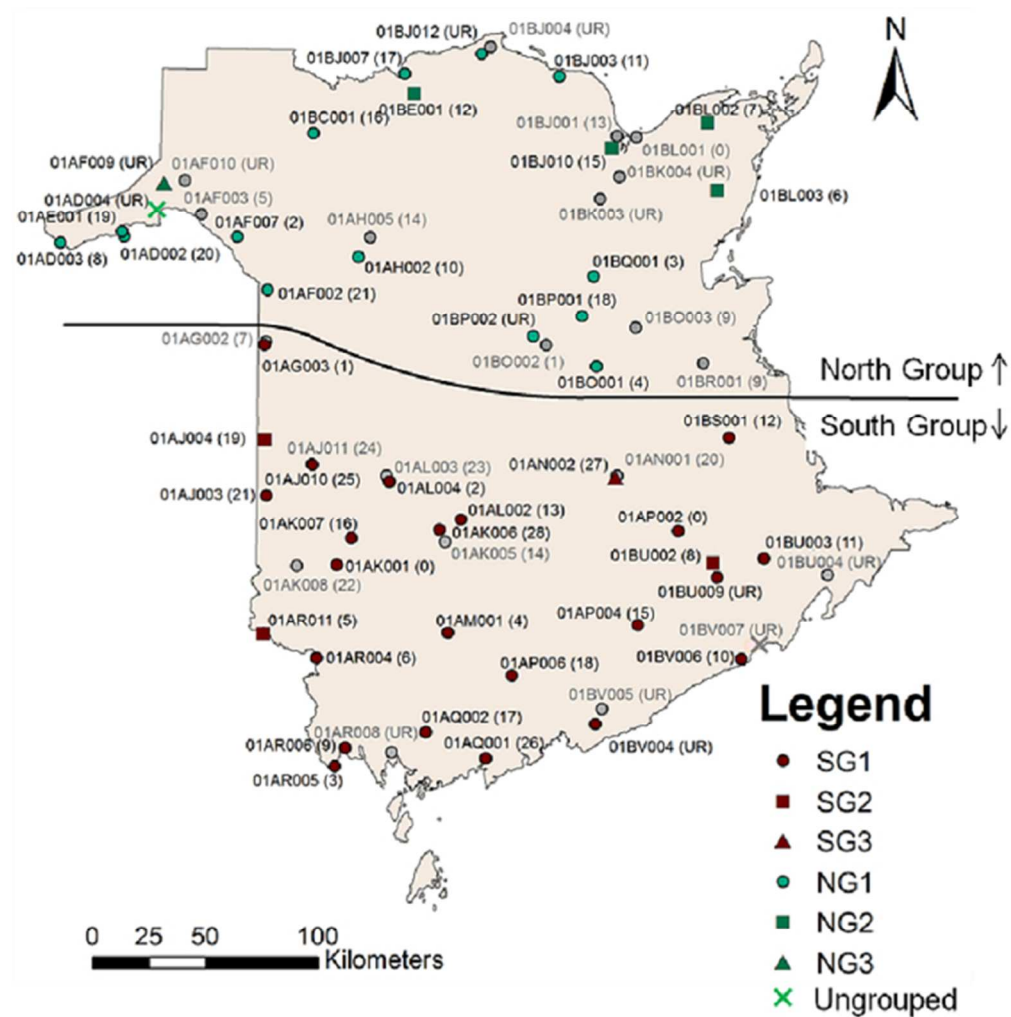 01BJ012 (UR)
01BJ004 (UR)
N
01BJ007 (17)
01BJ003 (11)
01BE001 (12)
01BL002 (7)
01BC001 (16)
01BJ001 (13)
01BL001 (0)
01AF009 (UR)
01AF010 (UR)
01BJ010 (15)
01BK004 (UR)
01AD004 (UR)
01AF003 (5)
01BL003 (6)
01AE001 (19)
01AF007 (2)
01AH005 (14)
01BK003 (UR)
01AD003 (8)
01AD002 (20)
01AH002 (10)
01BQ001 (3)
01AF002 (21)
01BP001 (18)
01BP002 (UR)
01BO003 (9)
01AG002 (7)
01AG003 (1)
01BO002 (1)
01BO001 (4)
01BR001 (9)
North Group ↑
South Group ↓
01BS001 (12)
01AJ004 (19)
01AJ011 (24)
01AL003 (23)
01AN002 (27)
01AN001 (20)
01AJ010 (25)
01AL004 (2)
01AJ003 (21)
01AL002 (13)
01AP002 (0)
01AK007 (16)
01AK006 (28)
01BU003 (11)
01AK005 (14)
01BU002 (8)
01BU004 (UR)
01AK001 (0)
01AK008 (22)
01BU009 (UR)
01AR011 (5)
01AM001 (4)
01AP004 (15)
01BV007 (UR)
01AR004 (6)
01AP006 (18)
01BV006 (10)
01BV005 (UR)
01AQ002 (17)
01AR008 (UR)
01AR006 (9)
01AQ001 (26)
01BV004 (UR)
01AR005 (3)
Legend
SG1
SG2
SG3
NG1
NG2
NG3
Ungrouped
0 25 50 100
Kilometers